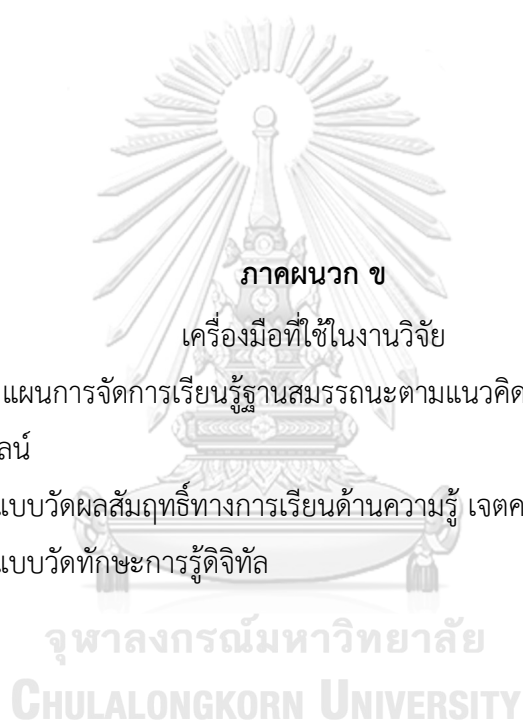 ภาคผนวก ข
เครื่องมือที่ใช้ในงานวิจัย
แผนการจัดการเรียนรู้ฐานสมรรถนะตามแนวคิด
ลน์
แบบวัดผลสัมฤทธิ์ทางการเรียนด้านความรู้ เจตค
แบบวัดทักษะการรู้ดิจิทัล
จุฬาลงกรณ์มหาวิทยาลัย
CHULALONGKORN UNIVERSITY